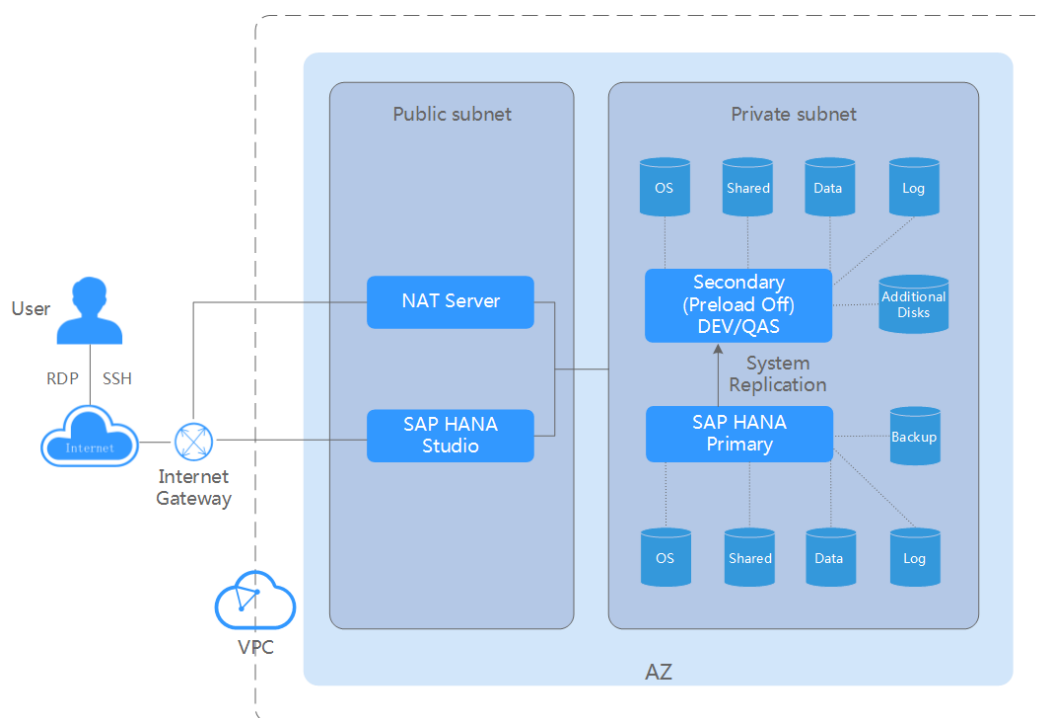 Public subnet
Private subnet
OS
Shared
Data
Log
User
NAT Server
Secondary
(Preload Off)
DEV/QAS
Additional
Disks
RDP
SSH
System
Replication
Internet
Internet
Gateway
SAP HANA
Studio
SAP HANA
Primary
Backup
OS
Shared
Data
Log
VPC
AZ